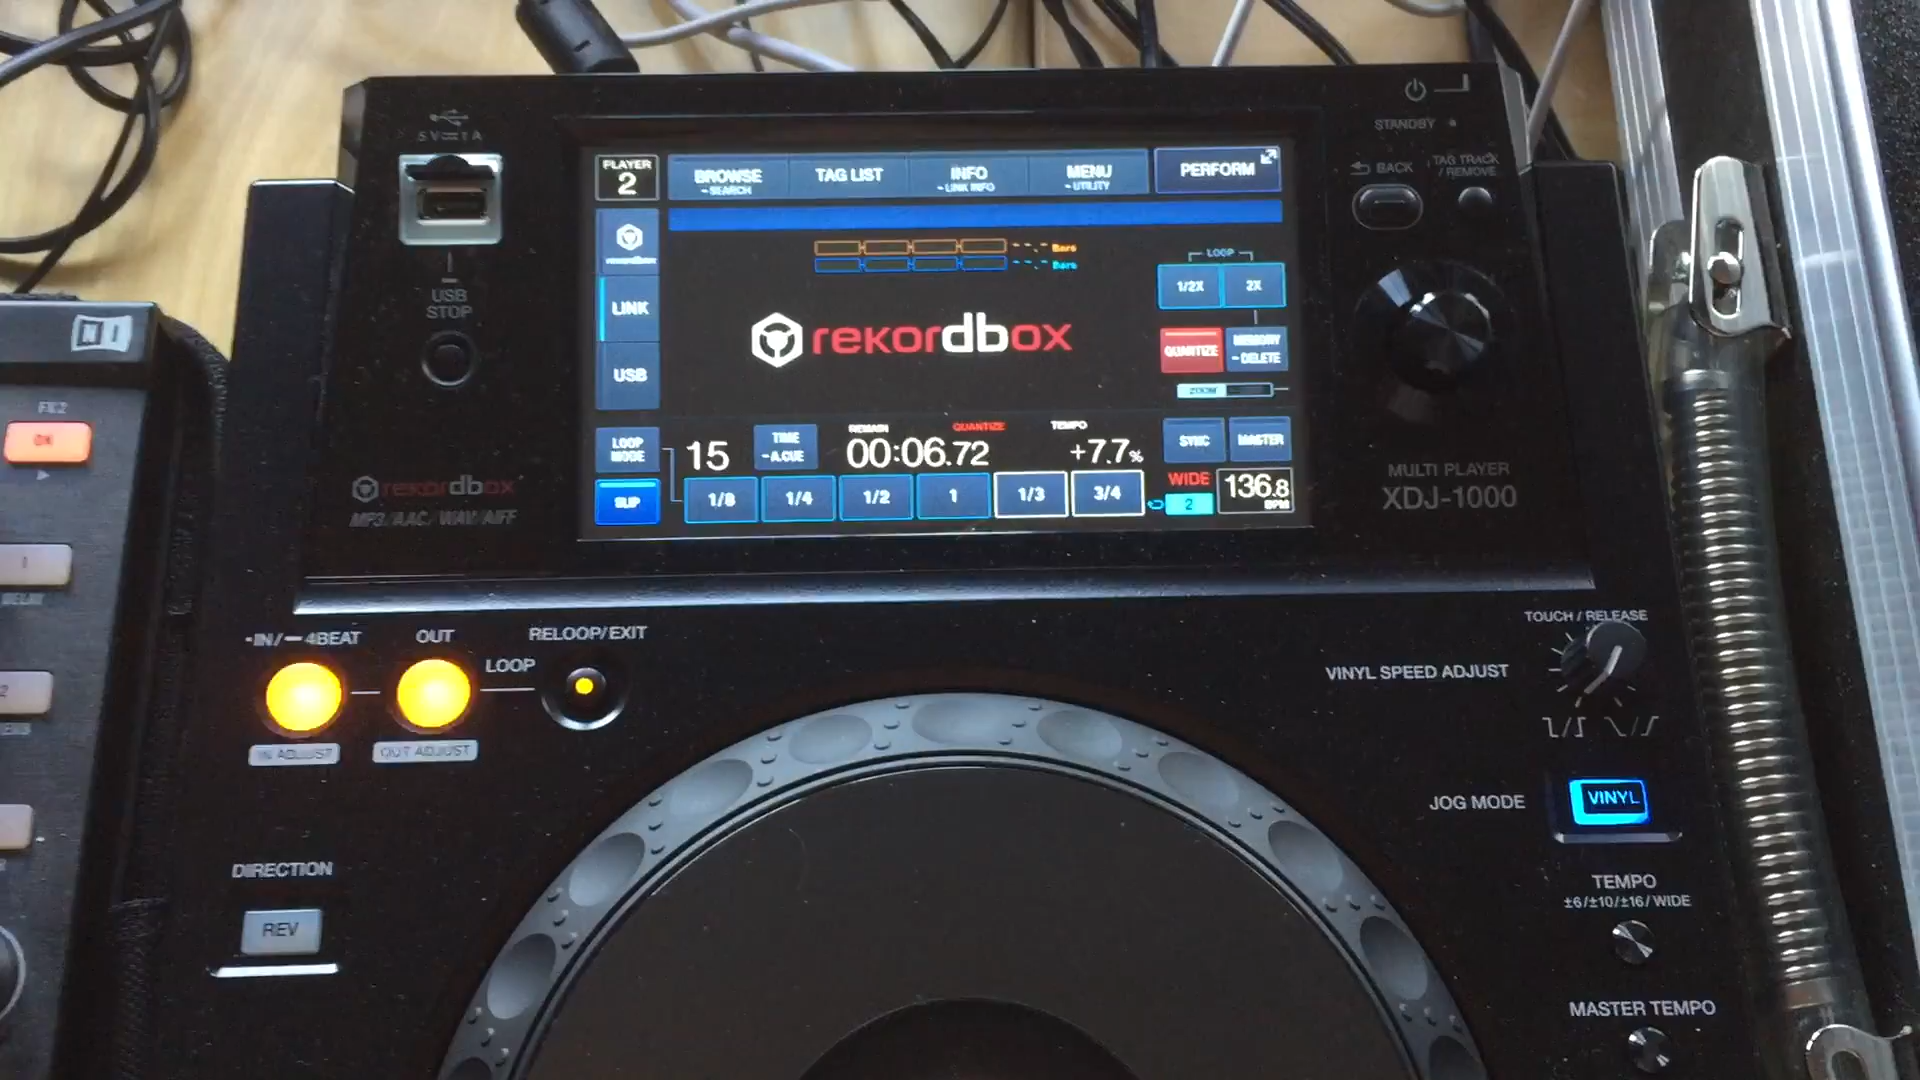 5V⎓1A
USB
STOP
rekordbox
MP3/AAC/WAV/AIFF
PLAYER
2
BROWSE
SEARCH
TAG LIST
INFO
LINK INFO
MENU
UTILITY
PERFORM
rekordbox
LINK
USB
--.- Bars
--.- Bars
rekordbox
LOOP
1/2X
2X
QUANTIZE
MEMORY
DELETE
ZOOM
LOOP
MODE
15
TIME
A.CUE
REMAIN
00:06.72
QUANTIZE
TEMPO
+7.7%
SYNC
MASTER
SLIP
1/8
1/4
1/2
1
1/3
3/4
WIDE
2
136.8
BPM
STANDBY
BACK
TAG TRACK
/ REMOVE
MULTI PLAYER
XDJ-1000
FX2
ON
1
DELAY
2
IN/ 4BEAT
OUT
RELOOP/EXIT
LOOP
IN ADJUST
OUT ADJUST
TOUCH / RELEASE
VINYL SPEED ADJUST
JOG MODE
VINYL
DIRECTION
REV
TEMPO
±6/±10/±16/WIDE
MASTER TEMPO